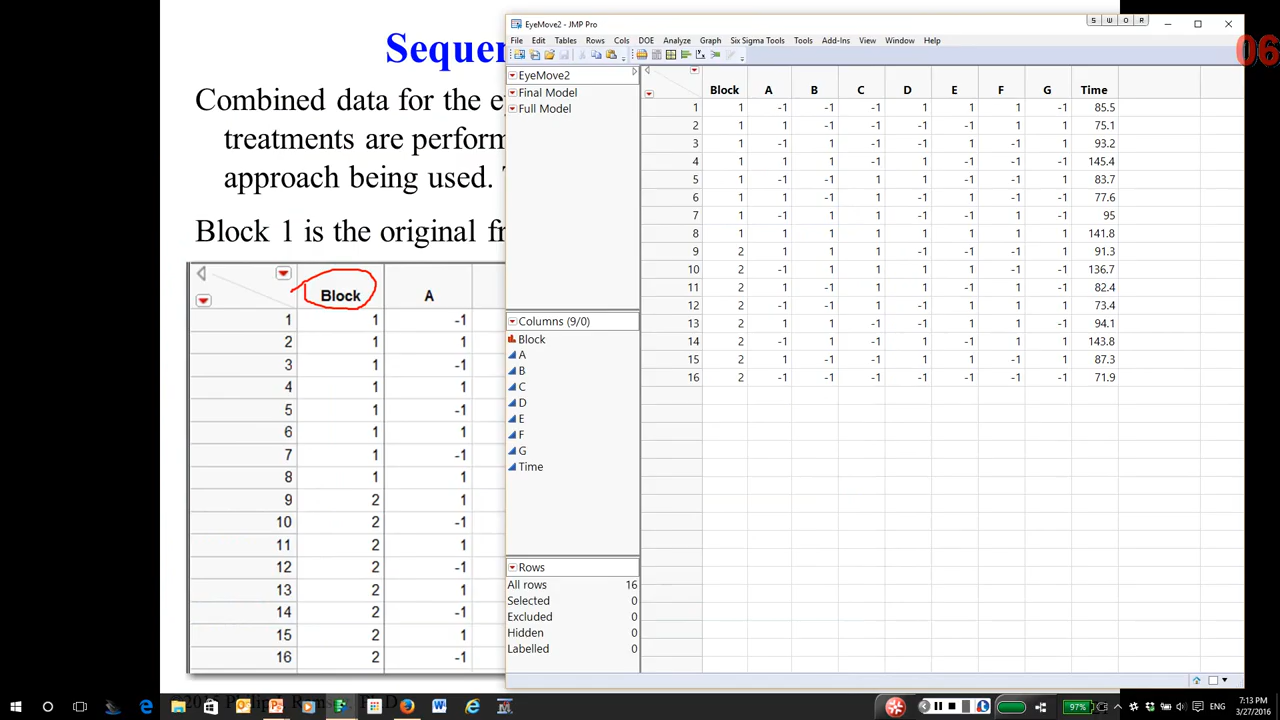 Sequen
Combined data for the e
treatments are perform
approach being used. T
Block 1 is the original fr
Block A
1 1 -1
2 1 1
3 1 -1
4 1 1
5 1 -1
6 1 1
7 1 -1
8 1 1
9 2 1
10 2 -1
11 2 1
12 2 -1
13 2 1
14 2 -1
15 2 1
16 2 -1
EyeMove2 - JMP Pro
S W O R
File Edit Tables Rows Cols DOE Analyze Graph Six Sigma Tools Tools Add-Ins View Window Help
06
EyeMove2
Final Model
Full Model
Columns (9/0)
Block
A
B
C
D
E
F
G
Time
Rows
All rows 16
Selected 0
Excluded 0
Hidden 0
Labelled 0
Block A B C D E F G Time
1 1 -1 -1 -1 1 1 1 -1 85.5
2 1 1 -1 -1 -1 -1 1 1 75.1
3 1 -1 1 -1 -1 1 -1 1 93.2
4 1 1 1 -1 1 -1 -1 -1 145.4
5 1 -1 -1 1 1 -1 -1 1 83.7
6 1 1 -1 1 -1 1 -1 -1 77.6
7 1 -1 1 1 -1 -1 1 -1 95
8 1 1 1 1 1 1 1 1 141.8
9 2 1 1 1 -1 -1 -1 1 91.3
10 2 -1 1 1 1 1 -1 -1 136.7
11 2 1 -1 1 1 -1 1 -1 82.4
12 2 -1 -1 1 -1 1 1 1 73.4
13 2 1 1 -1 -1 1 1 -1 94.1
14 2 -1 1 -1 1 -1 1 1 143.8
15 2 1 -1 -1 1 1 -1 1 87.3
16 2 -1 -1 -1 -1 -1 -1 -1 71.9
97%
ENG
7:13 PM
3/27/2016